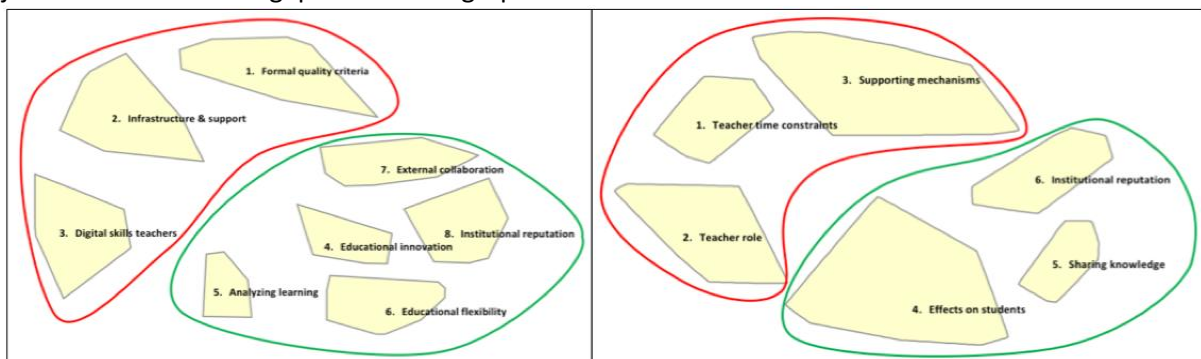 1. Formal quality criteria
2. Infrastructure & support
3. Digital skills teachers
7. External collaboration
8. Institutional reputation
4. Educational innovation
5. Analyzing learning
6. Educational flexibility
3. Supporting mechanisms
1. Teacher time constraints
2. Teacher role
6. Institutional reputation
5. Sharing knowledge
4. Effects on students